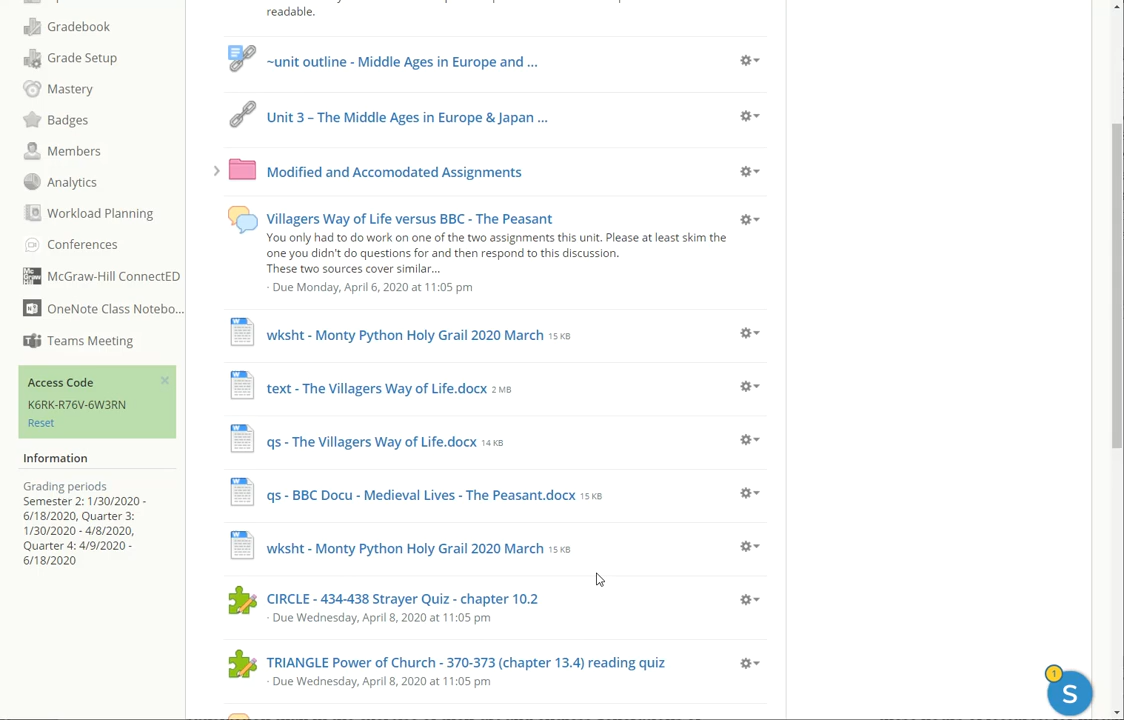 Gradebook
Grade Setup
Mastery
Badges
Members
Analytics
Workload Planning
Conferences
McGraw-Hill ConnectED
OneNote Class Notebo...
Teams Meeting
Access Code
K6RK-R76V-6W3RN
Reset
Information
Grading periods
Semester 2: 1/30/2020 -
6/18/2020, Quarter 3:
1/30/2020 - 4/8/2020,
Quarter 4: 4/9/2020 -
6/18/2020
readable.
~unit outline - Middle Ages in Europe and ...
Unit 3 – The Middle Ages in Europe & Japan ...
Modified and Accomodated Assignments
Villagers Way of Life versus BBC - The Peasant
You only had to do work on one of the two assignments this unit. Please at least skim the
one you didn't do questions for and then respond to this discussion.
These two sources cover similar...
· Due Monday, April 6, 2020 at 11:05 pm
wksht - Monty Python Holy Grail 2020 March 15 KB
text - The Villagers Way of Life.docx 2 MB
qs - The Villagers Way of Life.docx 14 KB
qs - BBC Docu - Medieval Lives - The Peasant.docx 15 KB
wksht - Monty Python Holy Grail 2020 March 15 KB
CIRCLE - 434-438 Strayer Quiz - chapter 10.2
· Due Wednesday, April 8, 2020 at 11:05 pm
TRIANGLE Power of Church - 370-373 (chapter 13.4) reading quiz
· Due Wednesday, April 8, 2020 at 11:05 pm
1
S